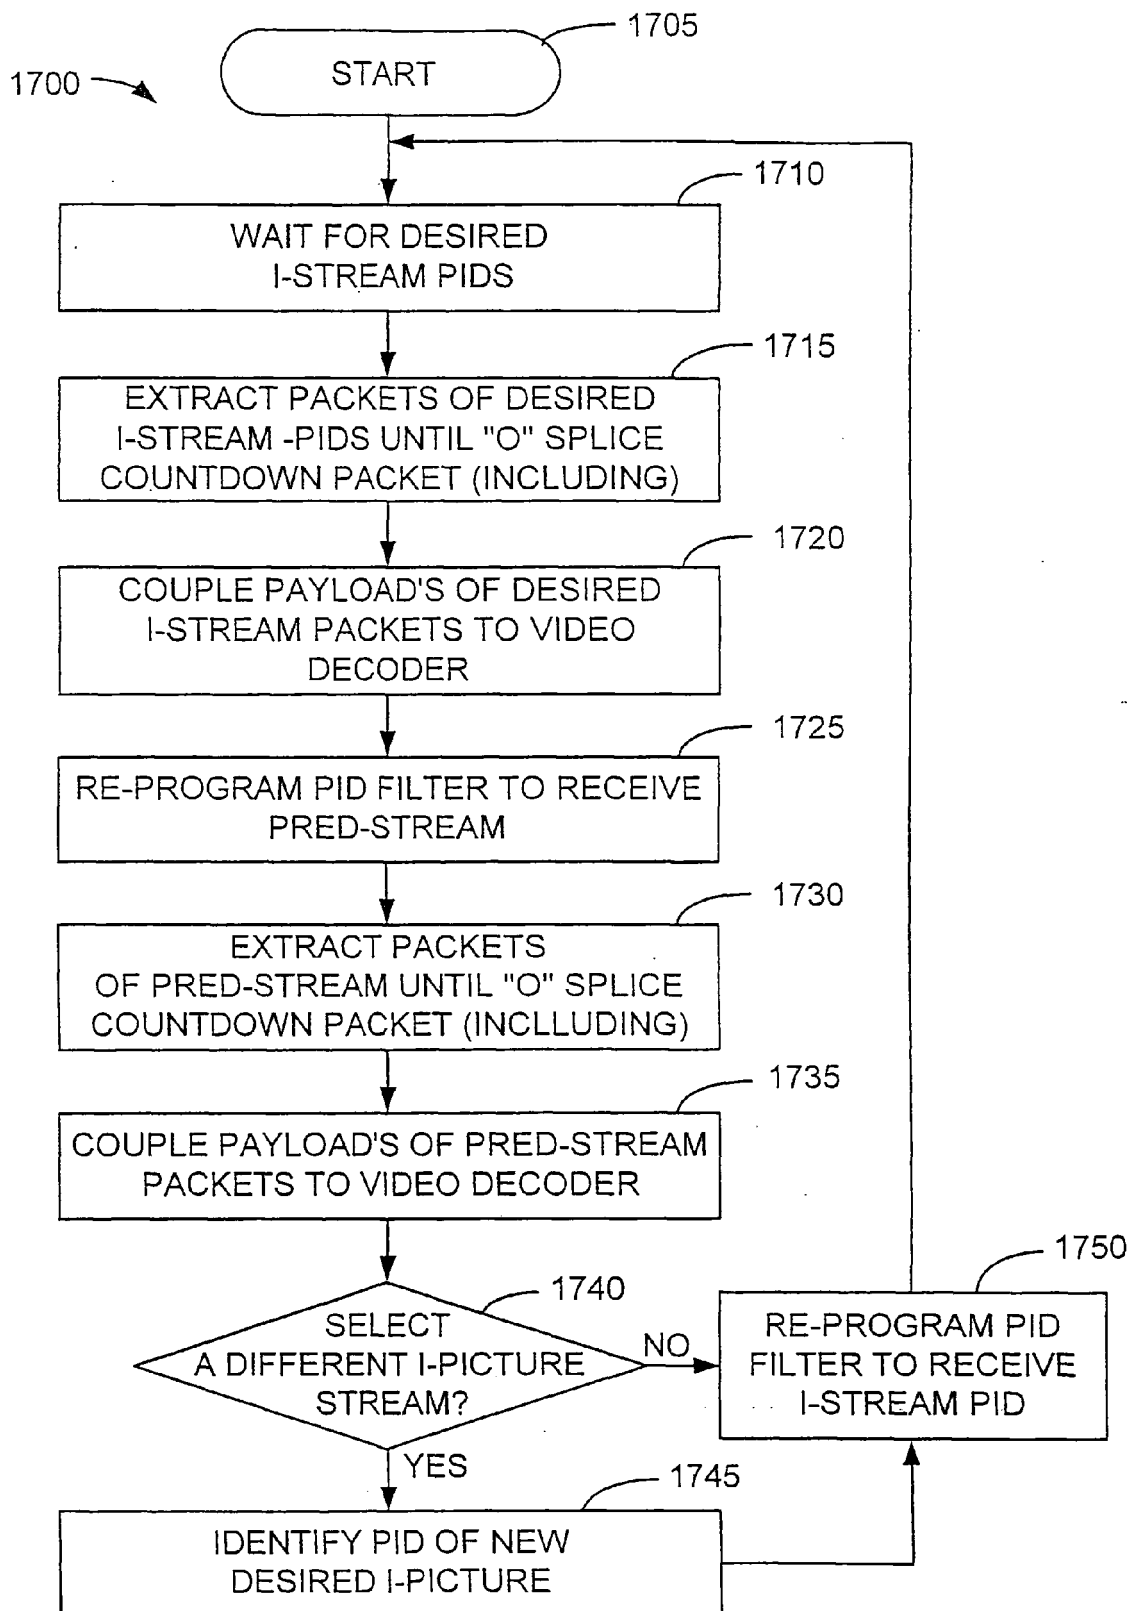 1705
START
1700
1710
WAIT FOR DESIRED
I-STREAM PIDS
1715
EXTRACT PACKETS OF DESIRED
I-STREAM -PIDS UNTIL "O" SPLICE
COUNTDOWN PACKET (INCLUDING)
1720
COUPLE PAYLOAD'S OF DESIRED
I-STREAM PACKETS TO VIDEO
DECODER
1725
RE-PROGRAM PID FILTER TO RECEIVE
PRED-STREAM
1730
EXTRACT PACKETS
OF PRED-STREAM UNTIL "O" SPLICE
COUNTDOWN PACKET (INCLLUDING)
1735
COUPLE PAYLOAD'S OF PRED-STREAM
PACKETS TO VIDEO DECODER
1740
SELECT
A DIFFERENT I-PICTURE
STREAM?
NO
YES
1750
RE-PROGRAM PID
FILTER TO RECEIVE
I-STREAM PID
1745
IDENTIFY PID OF NEW
DESIRED I-PICTURE